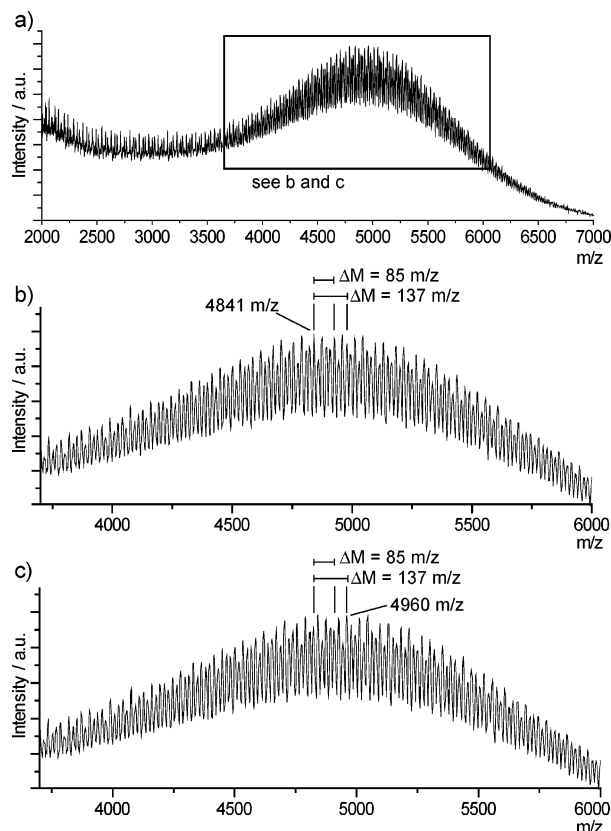 a)
Intensity / a.u.
see b and c
2000 2500 3000 3500 4000 4500 5000 5500 6000 6500 7000
m/z
b)
ΔM = 85 m/z
ΔM = 137 m/z
4841 m/z
Intensity / a.u.
4000 4500 5000 5500 6000
m/z
c)
ΔM = 85 m/z
ΔM = 137 m/z
4960 m/z
Intensity / a.u.
4000 4500 5000 5500 6000
m/z